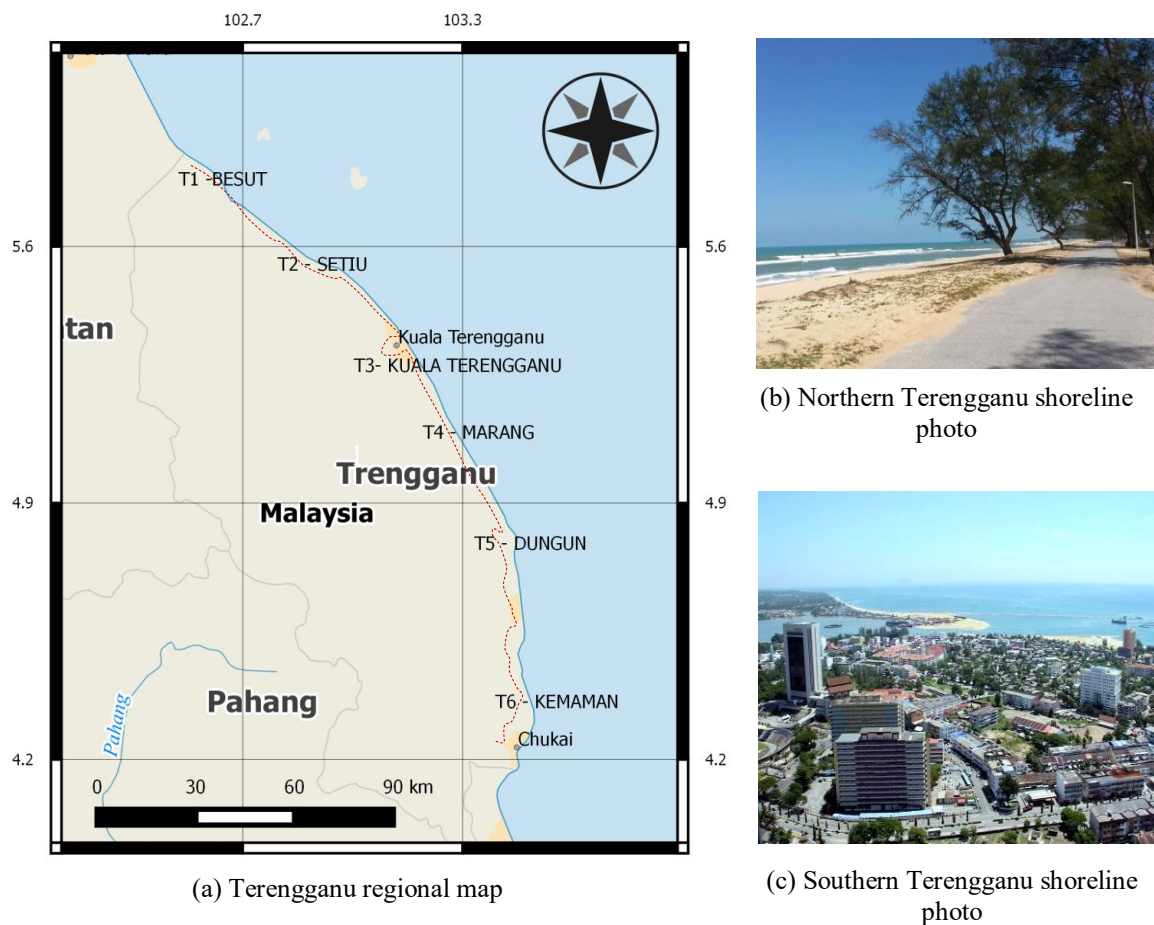 102.7 103.3
T1 -BESUT
5.6 5.6
T2 - SETIU
tan
Kuala Terengganu
T3- KUALA TERENGGANU
T4 - MARANG
Trengganu
4.9 4.9
Malaysia
T5 - DUNGUN
Pahang
T6 - KEMAMAN
Pahang
Chukai
4.2 4.2
0 30 60 90 km
(a) Terengganu regional map
(b) Northern Terengganu shoreline
photo
(c) Southern Terengganu shoreline
photo